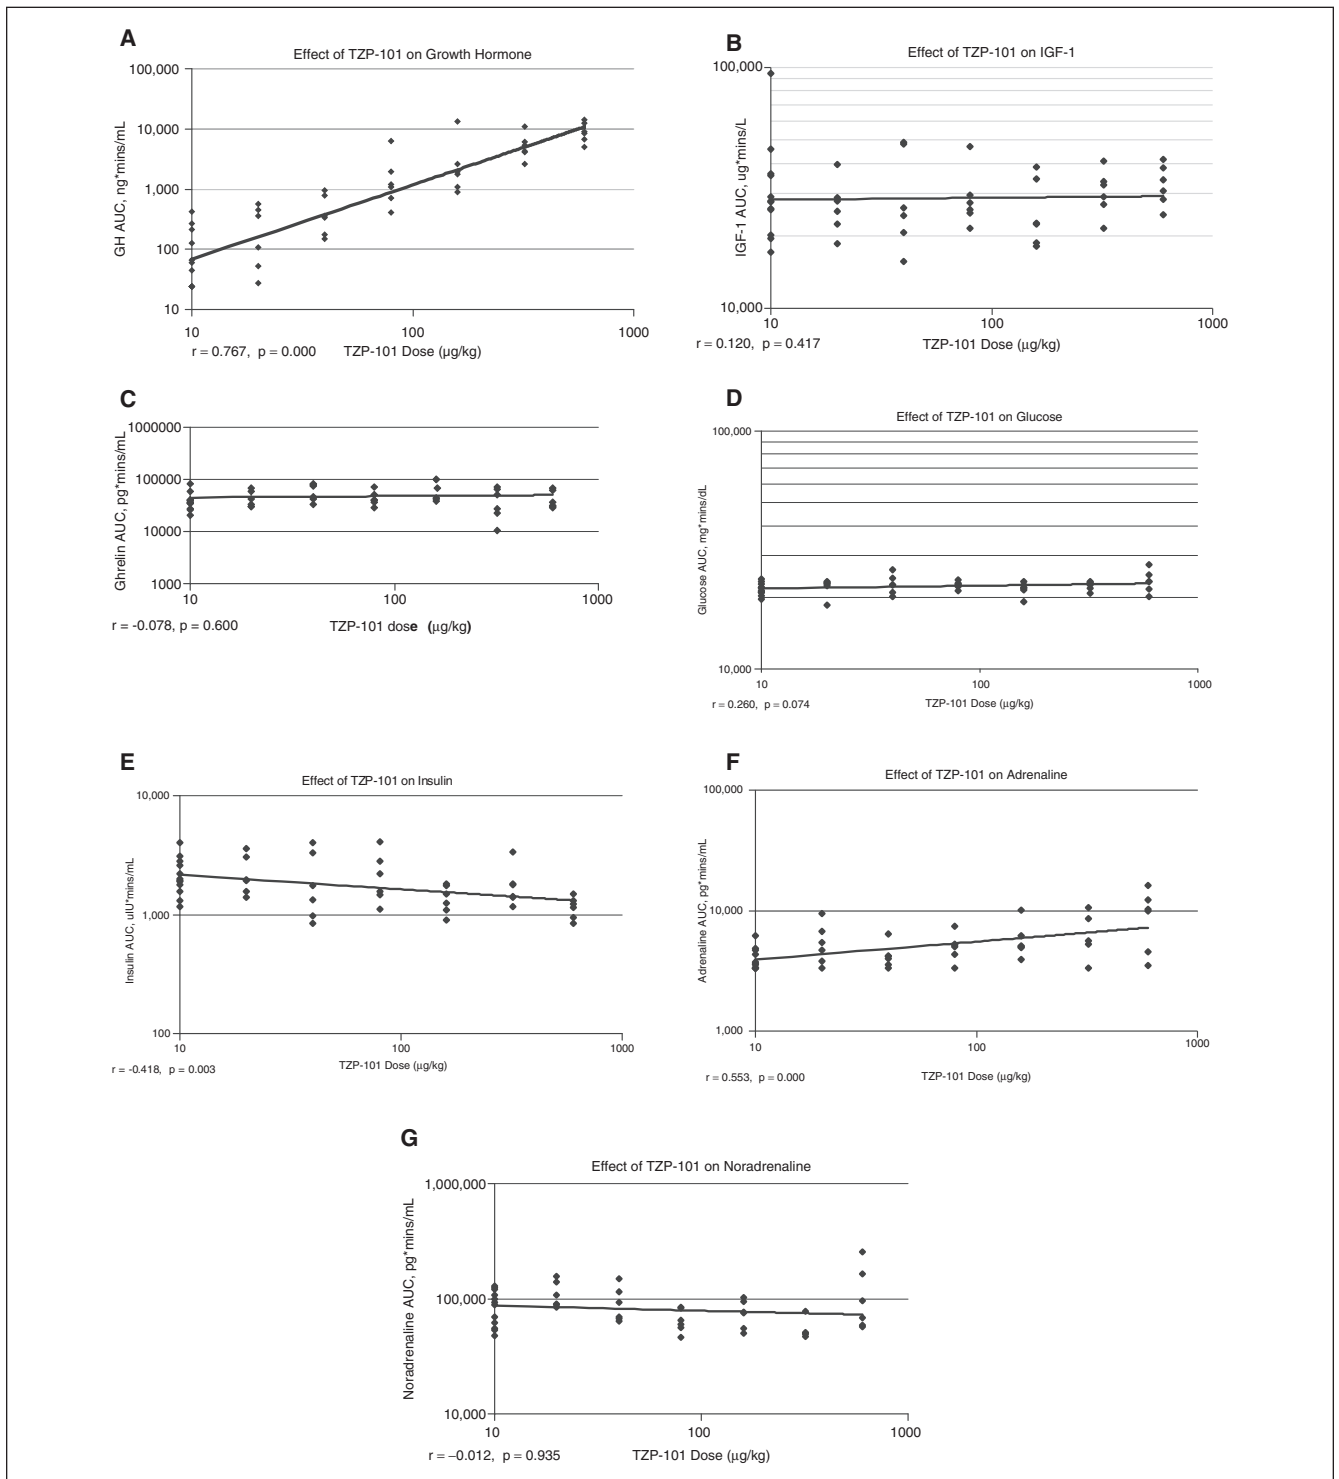 A
Effect of TZP-101 on Growth Hormone
GH AUC, ng*mins/mL
100,000
10,000
1,000
100
10
10
100
1000
r = 0.767, p = 0.000
TZP-101 Dose (μg/kg)
B
Effect of TZP-101 on IGF-1
IGF-1 AUC, ug*mins/L
100,000
10,000
10
100
1000
r = 0.120, p = 0.417
TZP-101 Dose (μg/kg)
C
Ghrelin AUC, pg*mins/mL
1000000
100000
10000
1000
10
100
1000
r = -0.078, p = 0.600
TZP-101 dose (μg/kg)
D
Effect of TZP-101 on Glucose
Glucose AUC, mg*mins/dL
100,000
10,000
10
100
1000
r = 0.260, p = 0.074
TZP-101 Dose (μg/kg)
E
Effect of TZP-101 on Insulin
Insulin AUC, uIU*mins/mL
10,000
1,000
100
10
100
1000
r = -0.418, p = 0.003
TZP-101 Dose (μg/kg)
F
Effect of TZP-101 on Adrenaline
Adrenaline AUC, pg*mins/mL
100,000
10,000
1,000
10
100
1000
r = 0.553, p = 0.000
TZP-101 Dose (μg/kg)
G
Effect of TZP-101 on Noradrenaline
Noradrenaline AUC, pg*mins/mL
1,000,000
100,000
10,000
10
100
1000
r = −0.012, p = 0.935
TZP-101 Dose (μg/kg)